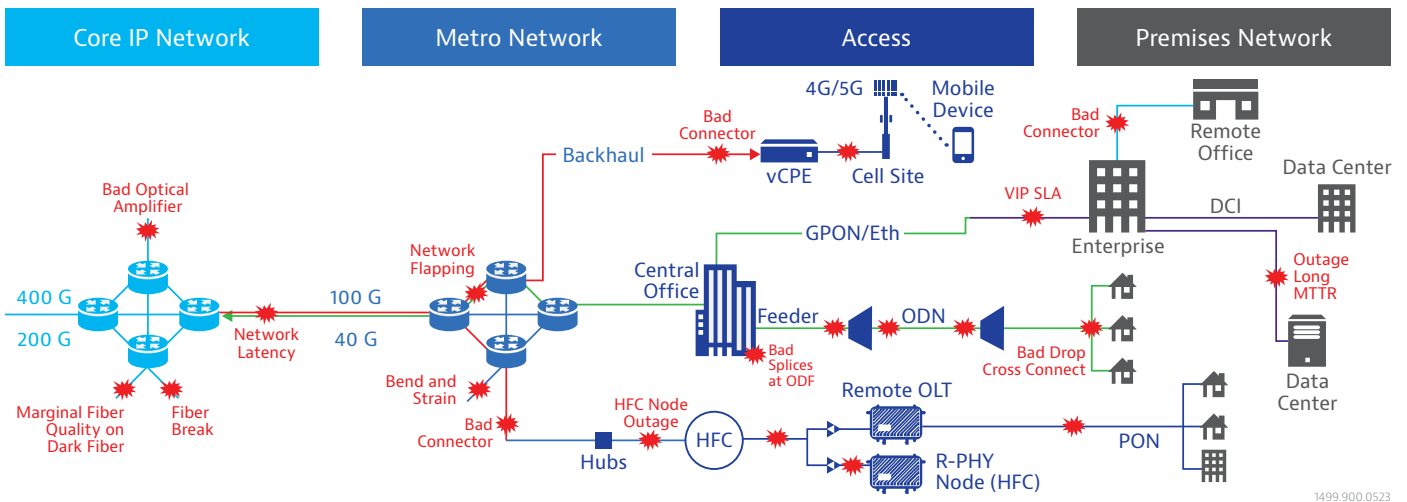 Core IP Network
Metro Network
Access
Premises Network
4G/5G
Mobile
Device
Bad
Connector
Backhaul
vCPE
Cell Site
Bad
Connector
Remote
Office
Data Center
VIP SLA
DCI
GPON/Eth
Enterprise
Outage
Long
MTTR
Data
Center
Bad Optical
Amplifier
400 G
200 G
Network
Latency
Marginal Fiber
Quality on
Dark Fiber
Fiber
Break
100 G
40 G
Network
Flapping
Bend and
Strain
Bad
Connector
Central
Office
Feeder
ODN
Bad
Splices
at ODF
Bad Drop
Cross Connect
HFC Node
Outage
Hubs
HFC
Remote OLT
R-PHY
Node (HFC)
PON
1499.900.0523